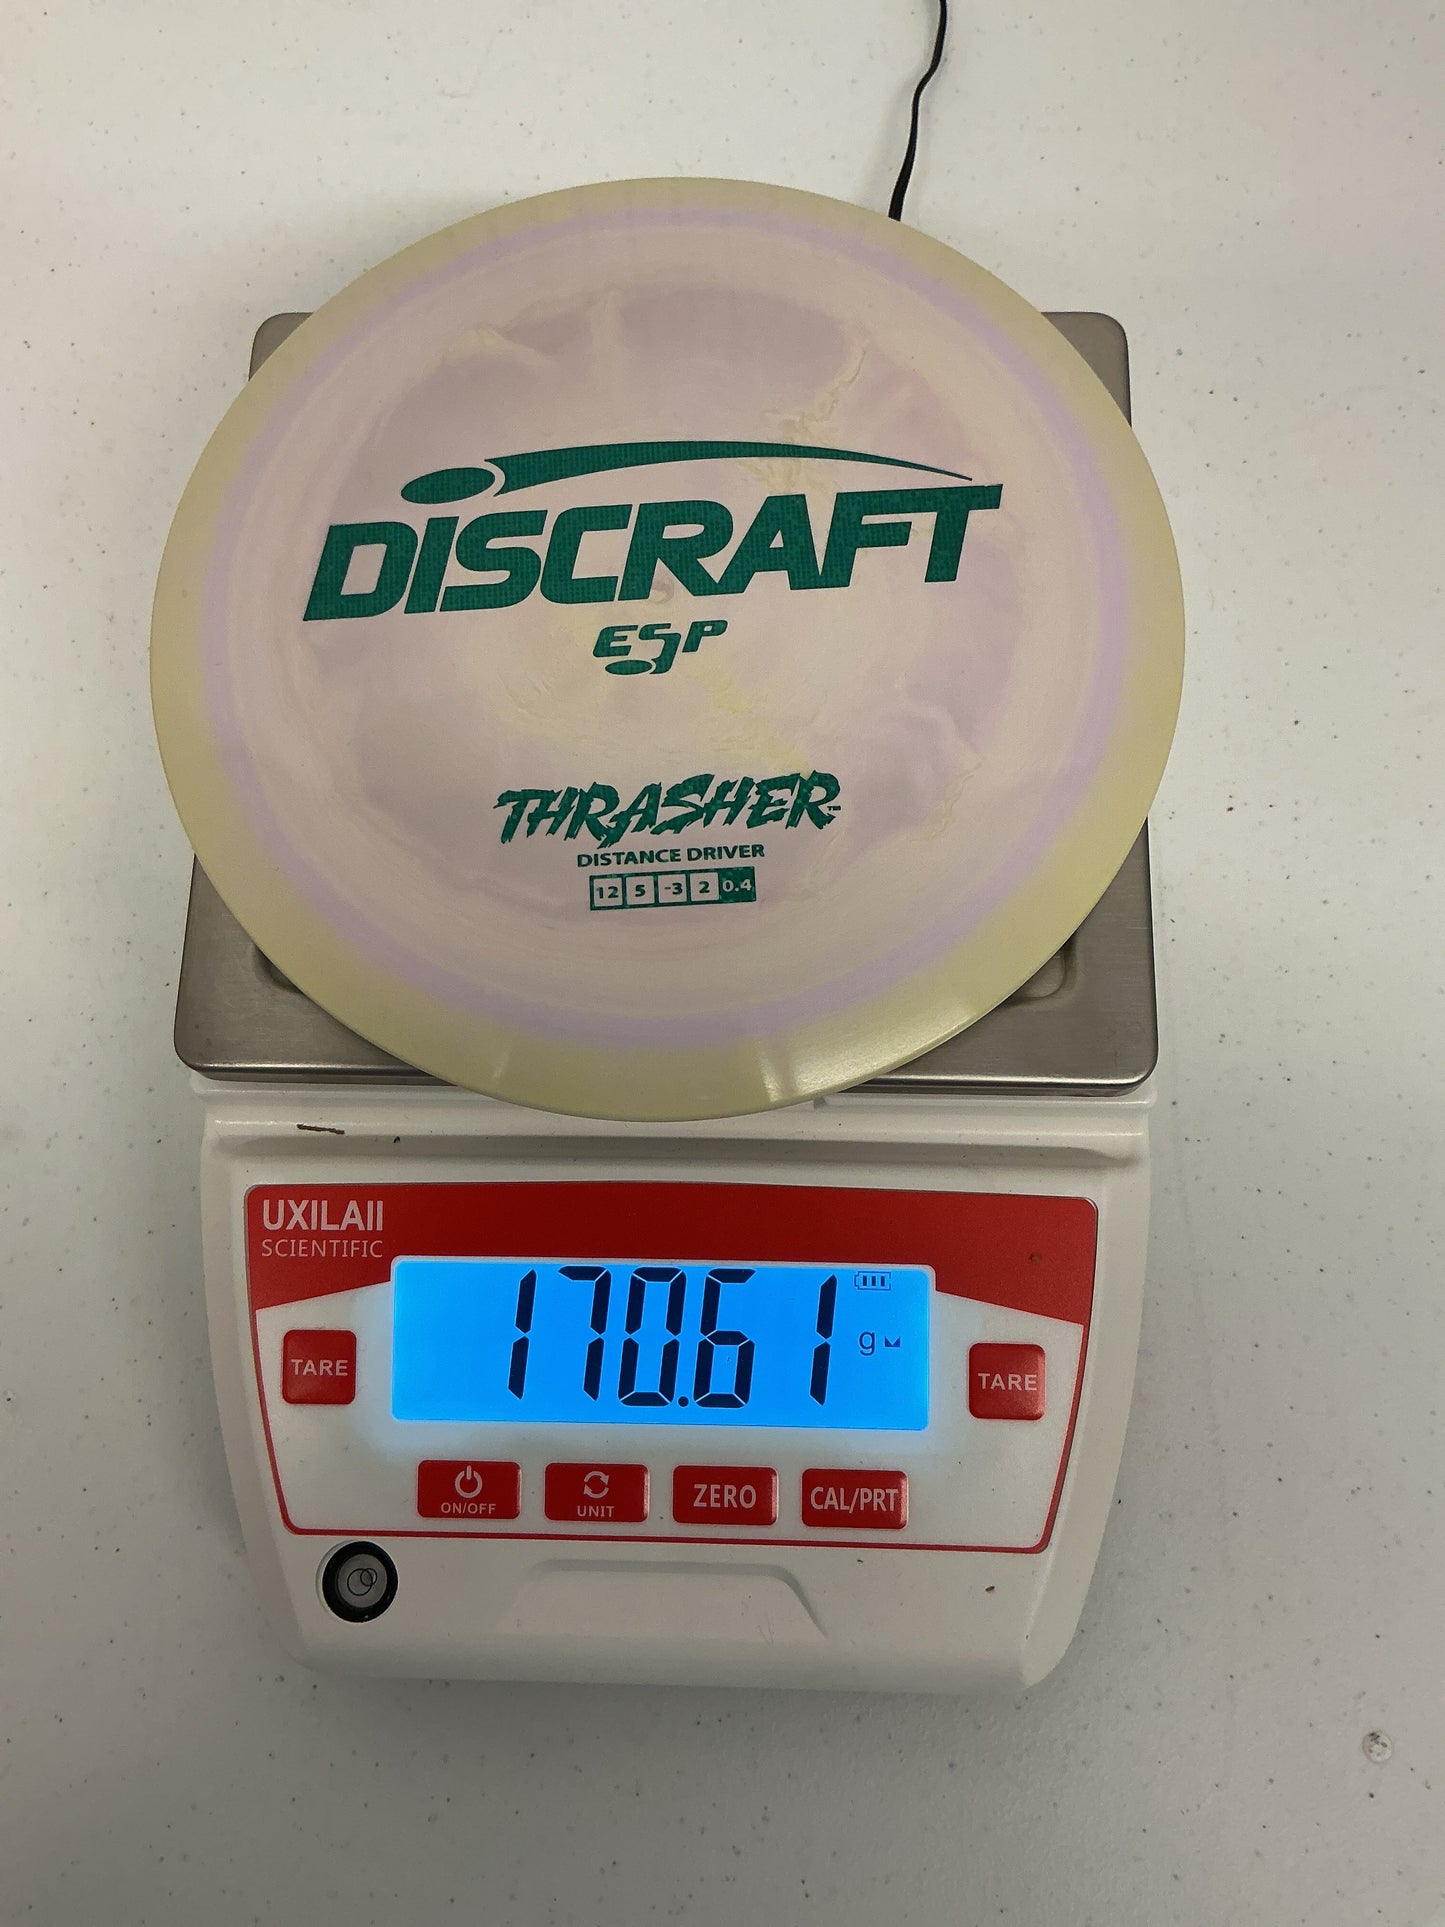 DISCRAFT
ESP
THRASHER™
DISTANCE DRIVER
12 5 -3 2 0.4
UXILAII
SCIENTIFIC
170.61 g
TARE
TARE
ON/OFF
UNIT
ZERO
CAL/PRT